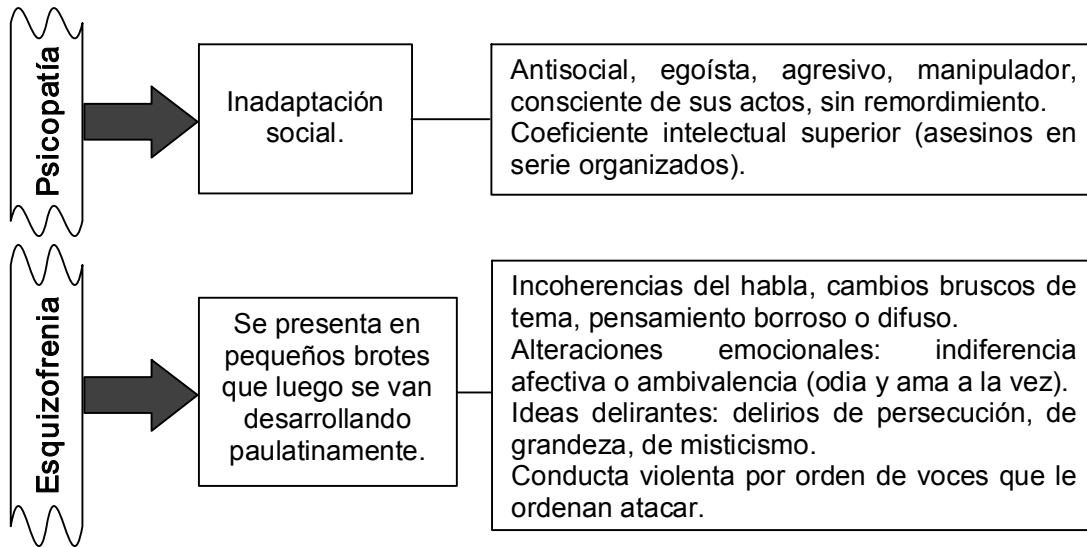 Psicopatía
Inadaptación
social.
Antisocial, egoísta, agresivo, manipulador,
consciente de sus actos, sin remordimiento.
Coeficiente intelectual superior (asesinos en
serie organizados).
Esquizofrenia
Se presenta en
pequeños brotes
que luego se van
desarrollando
paulatinamente.
Incoherencias del habla, cambios bruscos de
tema, pensamiento borroso o difuso.
Alteraciones emocionales: indiferencia
afectiva o ambivalencia (odia y ama a la vez).
Ideas delirantes: delirios de persecución, de
grandeza, de misticismo.
Conducta violenta por orden de voces que le
ordenan atacar.